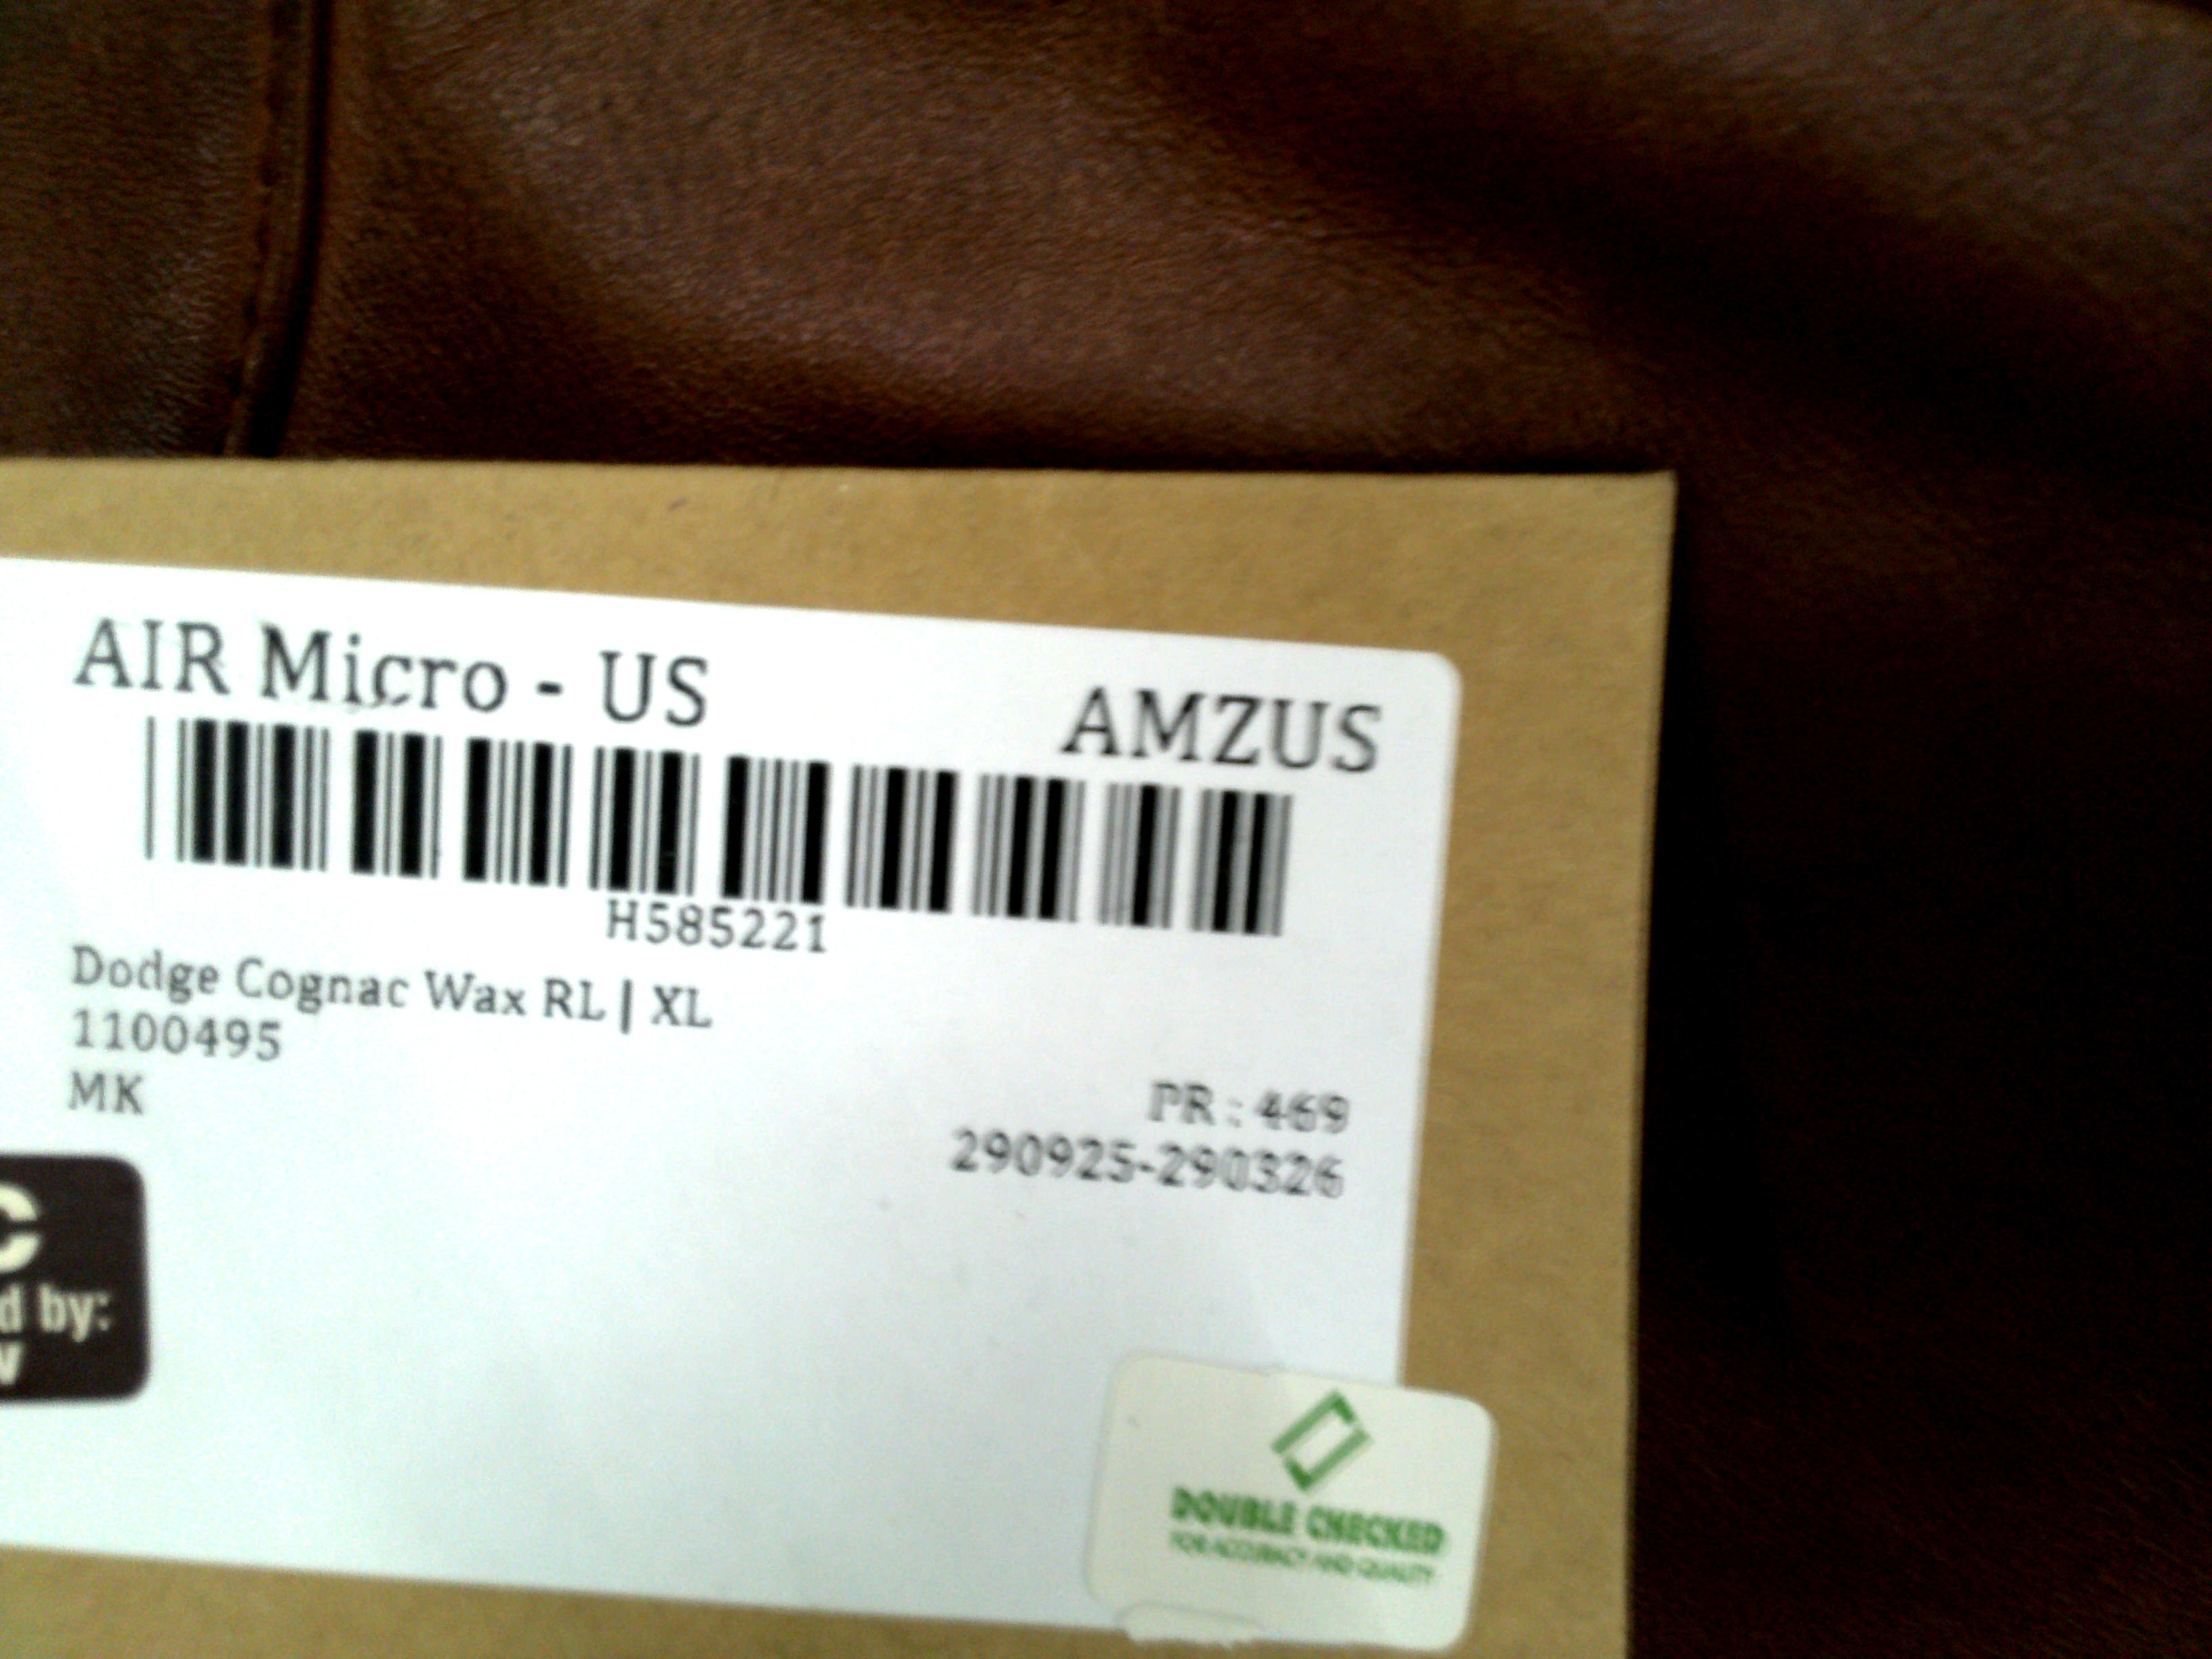 AIR Micro - US
AMZUS
H585221
Dodge Cognac Wax RL | XL
1100495
MK
PR : 469
290925-290326
C
d by:
DOUBLE CHECKED
FOR ACCURACY AND QUALITY